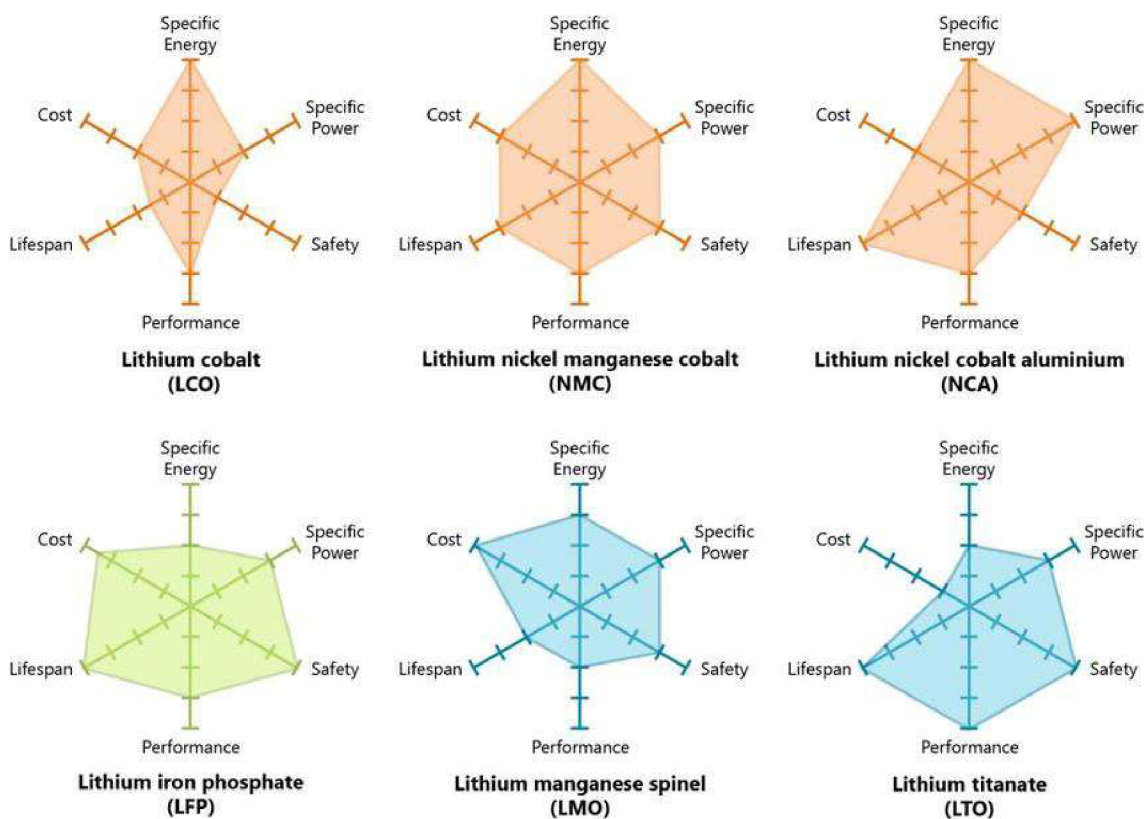 Specific
Energy
Cost
Specific
Power
Lifespan
Safety
Performance
Lithium cobalt
(LCO)
Specific
Energy
Cost
Specific
Power
Lifespan
Safety
Performance
Lithium nickel manganese cobalt
(NMC)
Specific
Energy
Cost
Specific
Power
Lifespan
Safety
Performance
Lithium nickel cobalt aluminium
(NCA)
Specific
Energy
Cost
Specific
Power
Lifespan
Safety
Performance
Lithium iron phosphate
(LFP)
Specific
Energy
Cost
Specific
Power
Lifespan
Safety
Performance
Lithium manganese spinel
(LMO)
Specific
Energy
Cost
Specific
Power
Lifespan
Safety
Performance
Lithium titanate
(LTO)